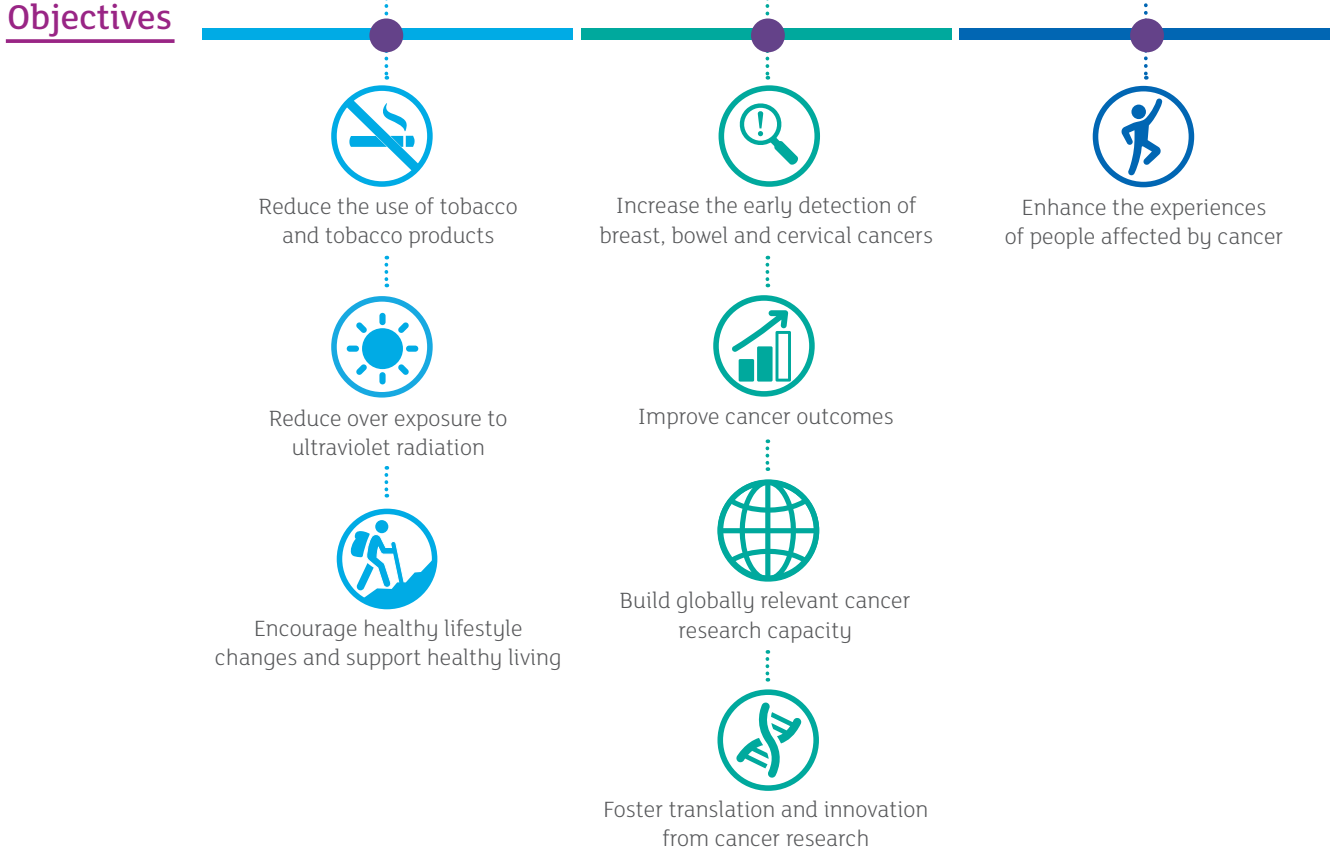 Objectives
Reduce the use of tobacco
and tobacco products
Reduce over exposure to
ultraviolet radiation
Encourage healthy lifestyle
changes and support healthy living
Increase the early detection of
breast, bowel and cervical cancers
Improve cancer outcomes
Build globally relevant cancer
research capacity
Foster translation and innovation
from cancer research
Enhance the experiences
of people affected by cancer